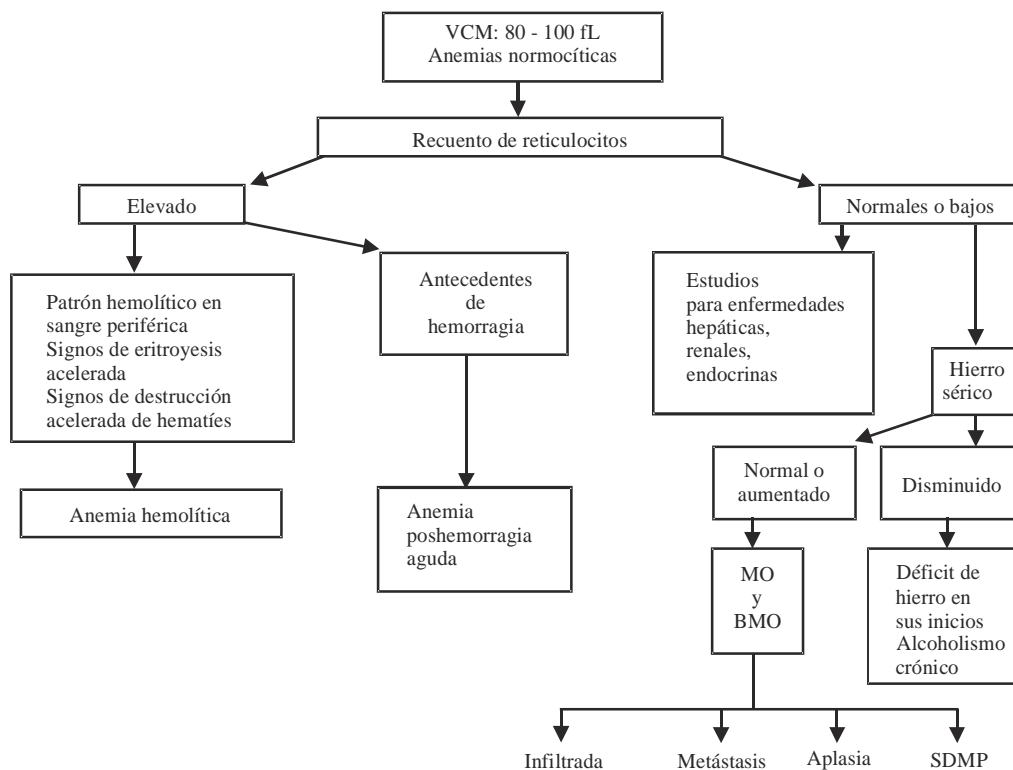 VCM: 80 - 100 fL
Anemias normocíticas
Recuento de reticulocitos
Elevado
Normales o bajos
Patrón hemolítico en
sangre periférica
Signos de eritroyesis
acelerada
Signos de destrucción
acelerada de hematíes
Antecedentes
de
hemorragia
Estudios
para enfermedades
hepáticas,
renales,
endocrinas
Hierro
sérico
Normal o
aumentado
Disminuido
Anemia hemolítica
Anemia
poshemorragia
aguda
MO
y
BMO
Déficit de
hierro en
sus inicios
Alcoholismo
crónico
Infiltrada
Metástasis
Aplasia
SDMP